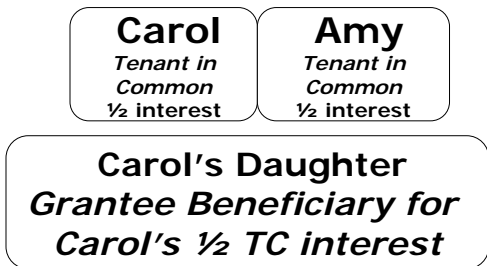 Carol
Tenant in
Common
½ interest
Amy
Tenant in
Common
½ interest
Carol's Daughter
Grantee Beneficiary for
Carol's ½ TC interest